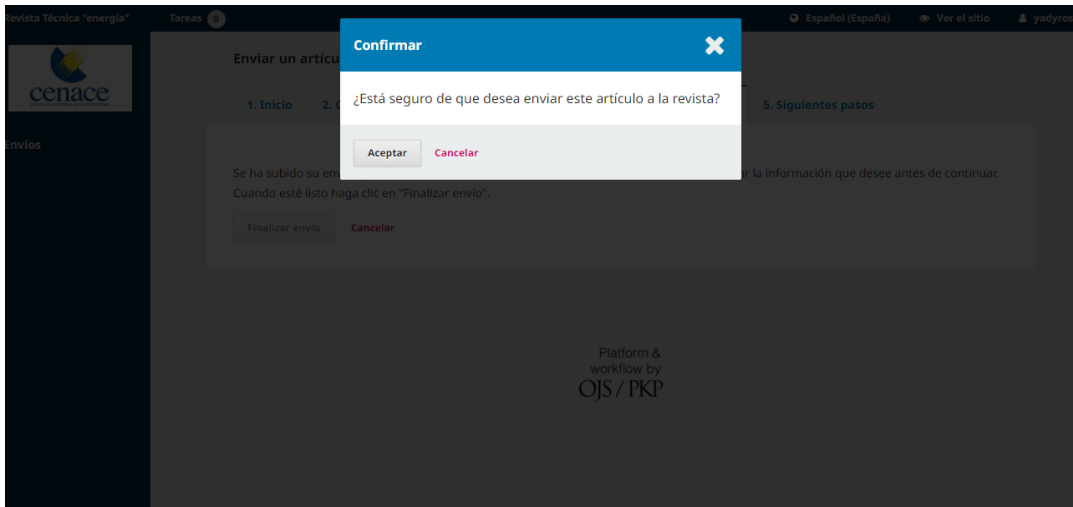 Revista Técnica "energía" Tareas 0 Español (España) Ver el sitio yadyros
Confirmar
Enviar un artícu
cenace
1. Inicio 2. 5. Siguientes pasos
¿Está seguro de que desea enviar este artículo a la revista?
Envíos
Aceptar Cancelar
Se ha subido su env ar la información que desee antes de continuar.
Cuando esté listo haga clic en "Finalizar envío".
Finalizar envío Cancelar
Platform &
workflow by
OJS / PKP